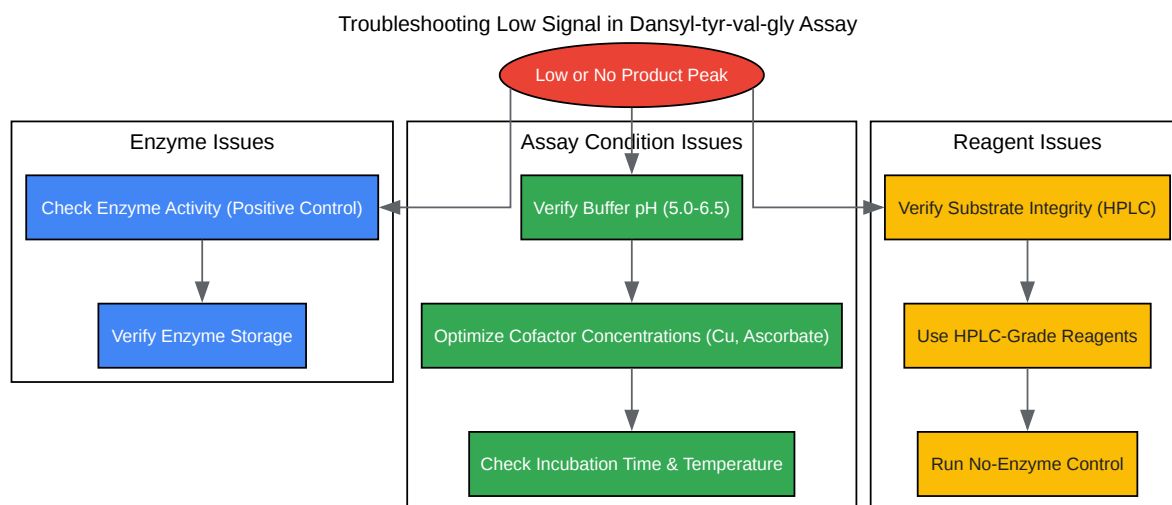 Troubleshooting Low Signal in Dansyl-tyr-val-gly Assay
Low or No Product Peak
Enzyme Issues
Check Enzyme Activity (Positive Control)
Verify Enzyme Storage
Assay Condition Issues
Verify Buffer pH (5.0-6.5)
Optimize Cofactor Concentrations (Cu, Ascorbate)
Check Incubation Time & Temperature
Reagent Issues
Verify Substrate Integrity (HPLC)
Use HPLC-Grade Reagents
Run No-Enzyme Control